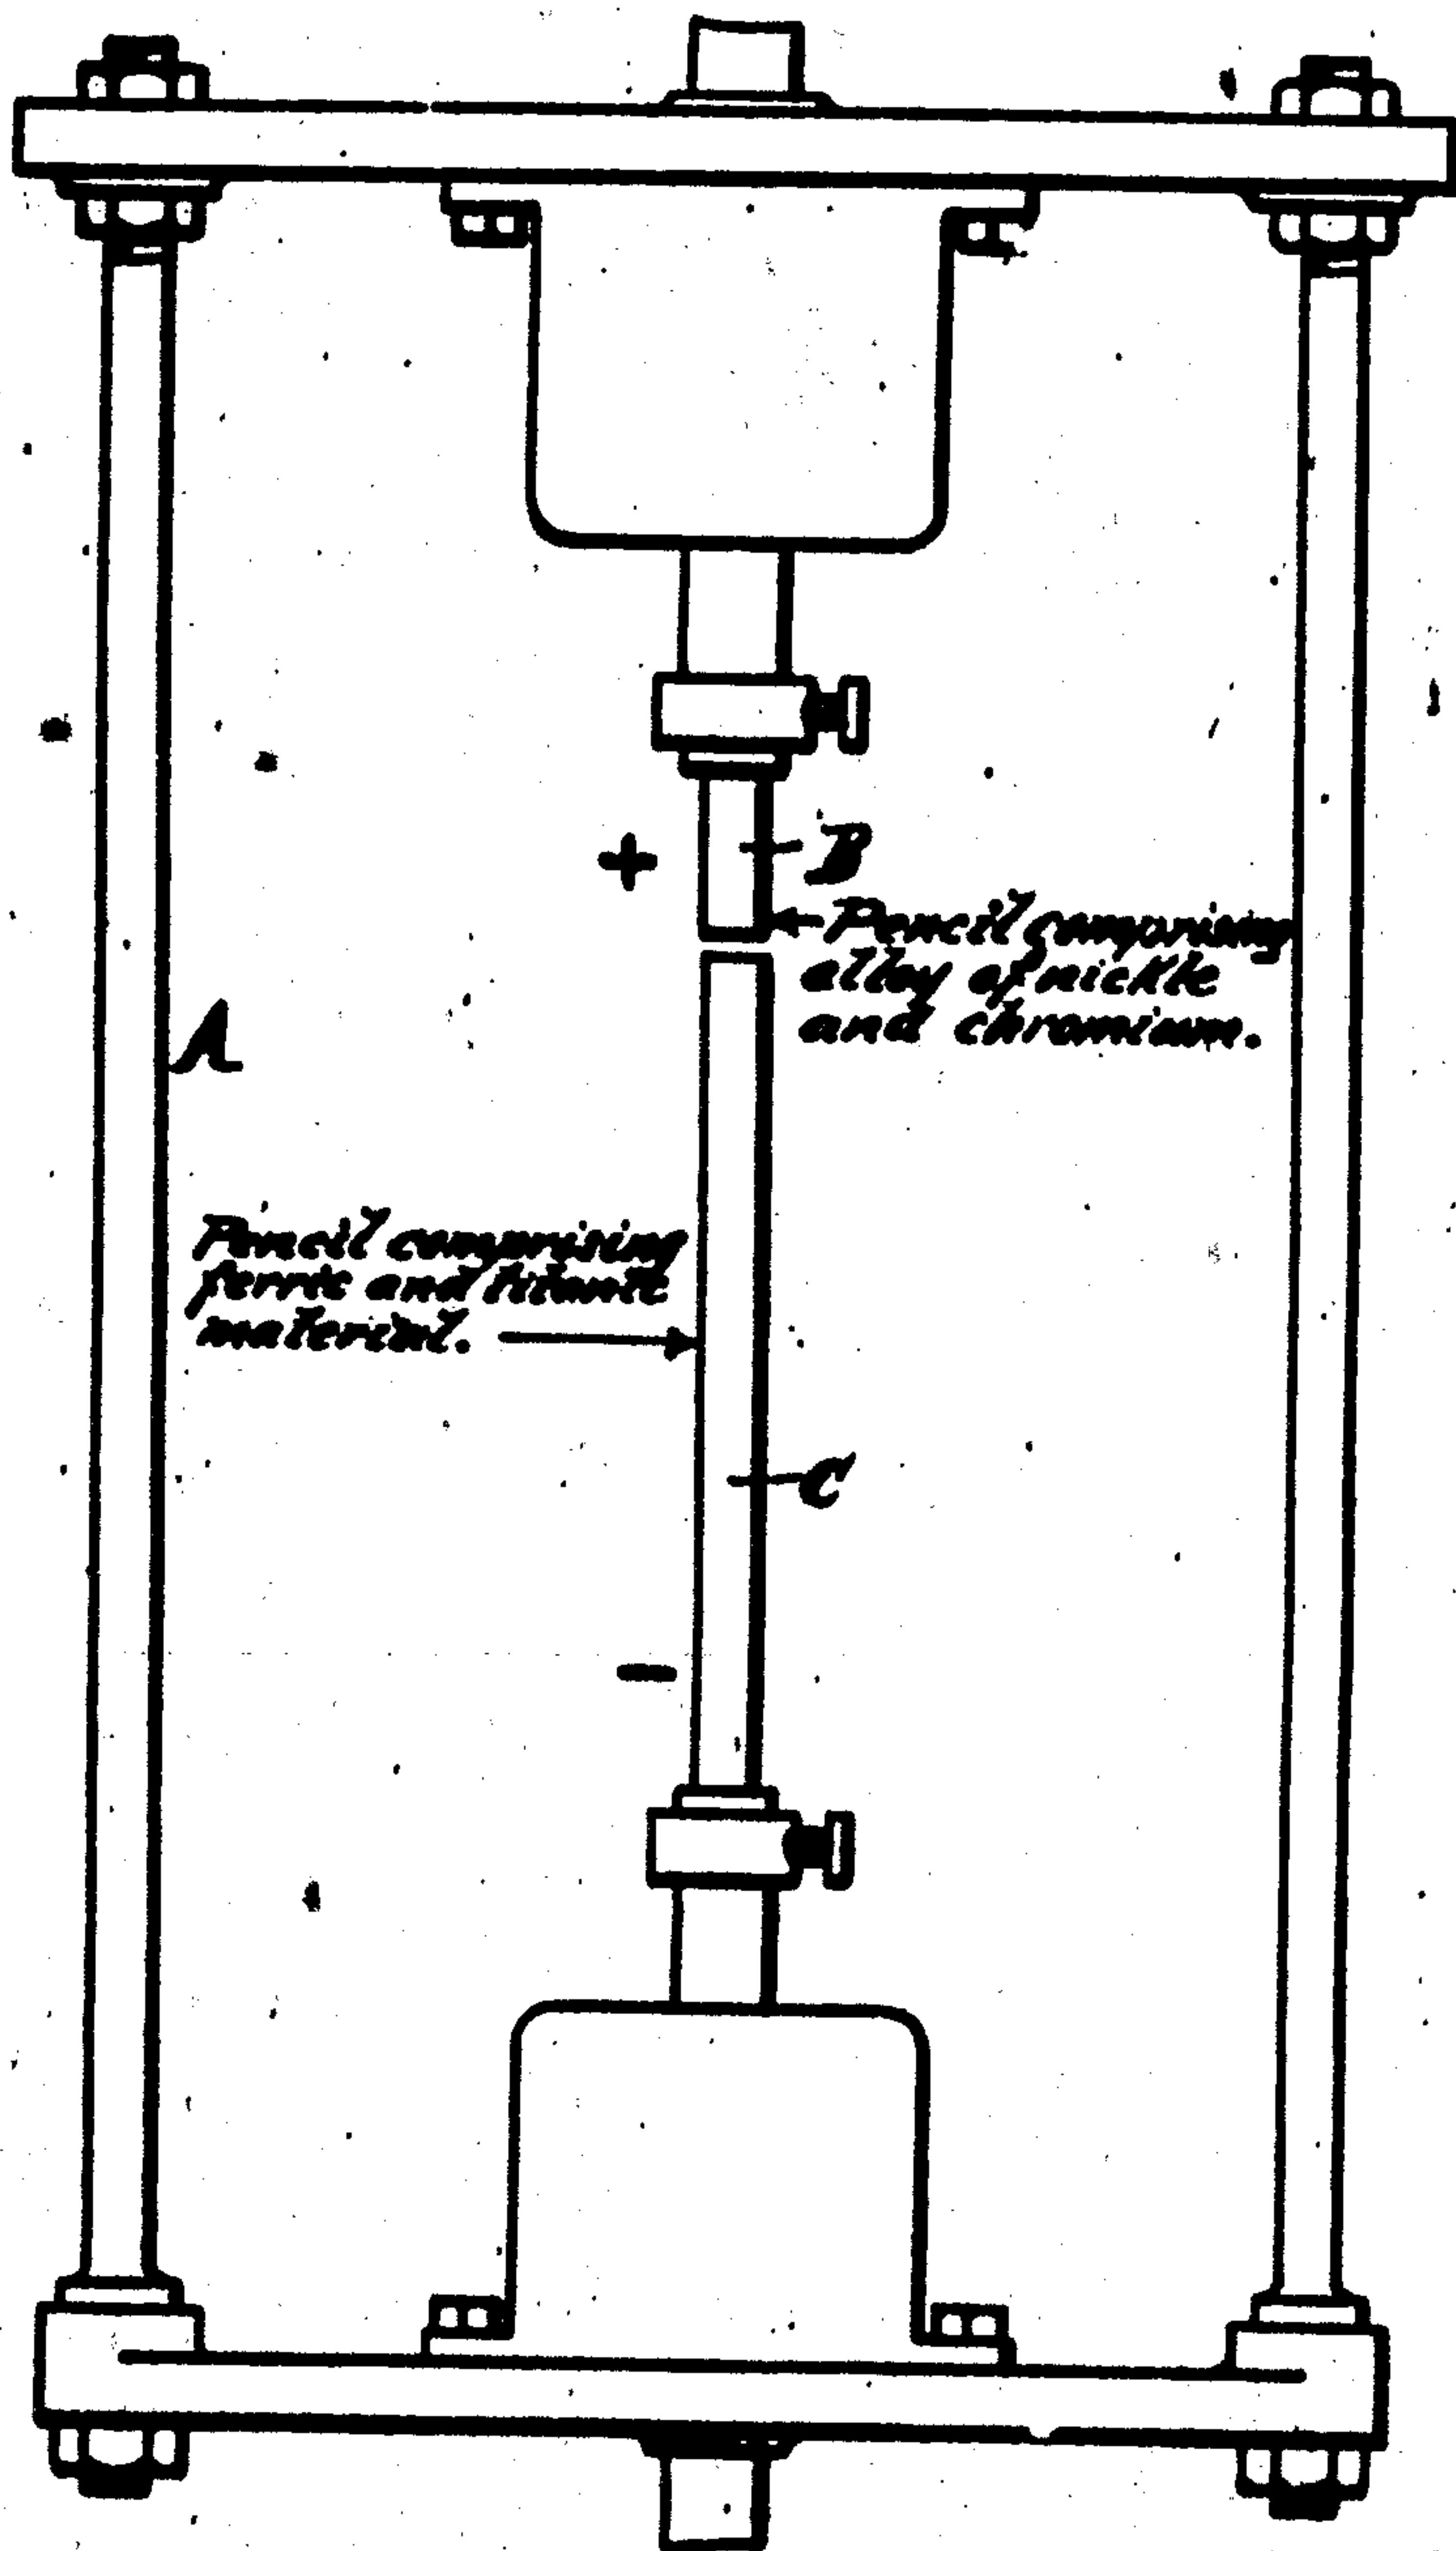 +
B
Pencil comprising
alloy of nickle
and chromium.
A
Pencil comprising
ferric and titanic
material.
C
−